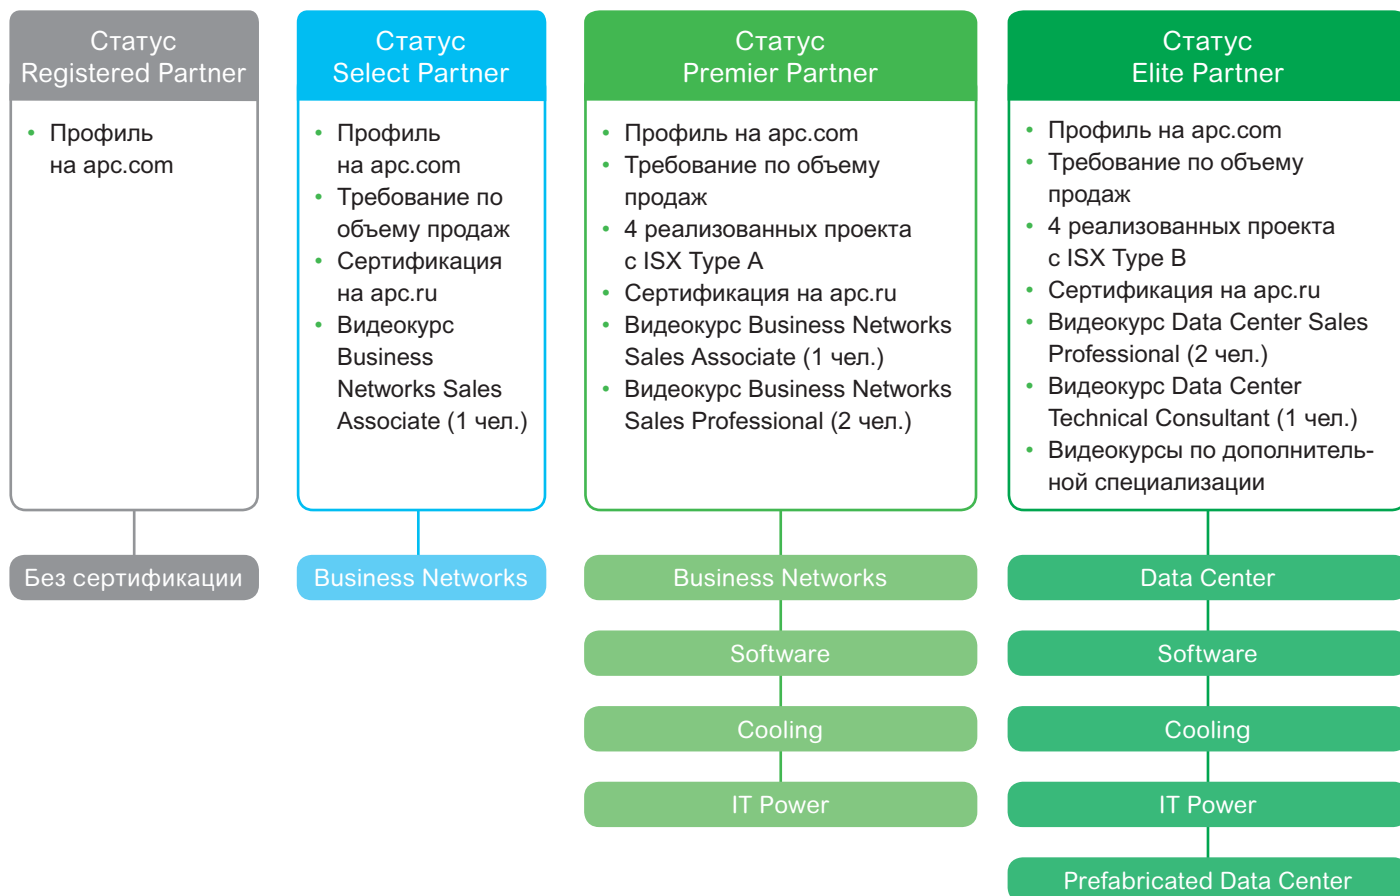 Статус
Registered Partner
• Профиль
на apc.com
Без сертификации
Статус
Select Partner
• Профиль
на apc.com
• Требование по
объему продаж
• Сертификация
на apc.ru
• Видеокурс
Business
Networks Sales
Associate (1 чел.)
Business Networks
Статус
Premier Partner
• Профиль на apc.com
• Требование по объему
продаж
• 4 реализованных проекта
с ISX Type A
• Сертификация на apc.ru
• Видеокурс Business Networks
Sales Associate (1 чел.)
• Видеокурс Business Networks
Sales Professional (2 чел.)
Business Networks
Software
Cooling
IT Power
Статус
Elite Partner
• Профиль на apc.com
• Требование по объему
продаж
• 4 реализованных проекта
с ISX Type B
• Сертификация на apc.ru
• Видеокурс Data Center Sales
Professional (2 чел.)
• Видеокурс Data Center
Technical Consultant (1 чел.)
• Видеокурсы по дополнитель-
ной специализации
Data Center
Software
Cooling
IT Power
Prefabricated Data Center